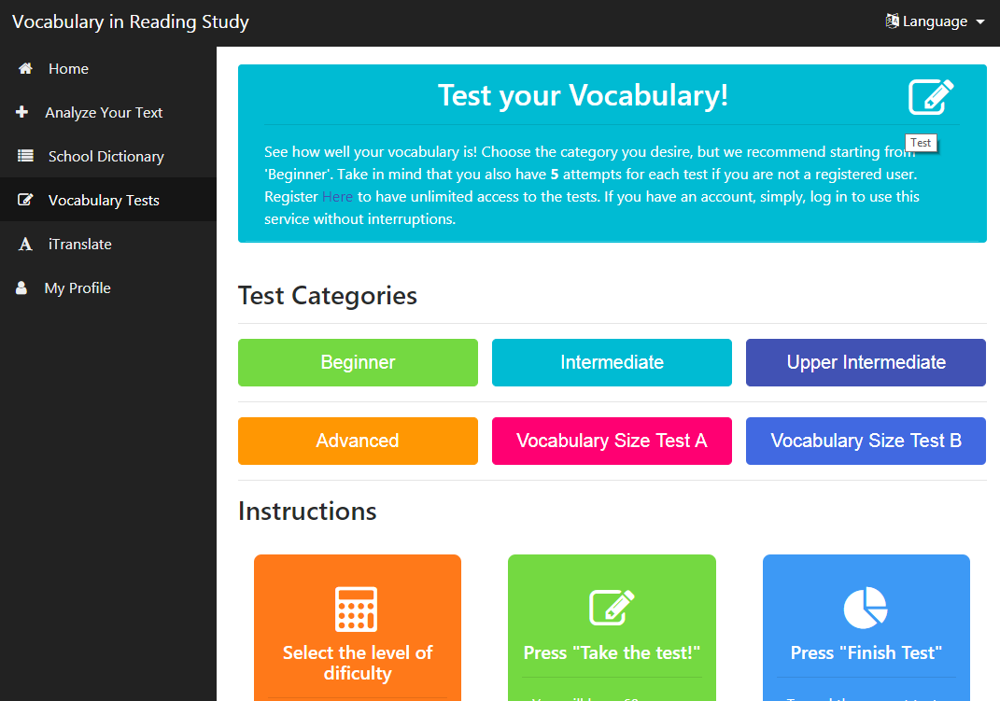 Vocabulary in Reading Study
Language
Home
Analyze Your Text
School Dictionary
Vocabulary Tests
iTranslate
My Profile
Test your Vocabulary!
Test
See how well your vocabulary is! Choose the category you desire, but we recommend starting from
'Beginner'. Take in mind that you also have 5 attempts for each test if you are not a registered user.
Register Here to have unlimited access to the tests. If you have an account, simply, log in to use this
service without interruptions.
Test Categories
Beginner
Intermediate
Upper Intermediate
Advanced
Vocabulary Size Test A
Vocabulary Size Test B
Instructions
Select the level of
dificulty
Press "Take the test!"
Press "Finish Test"